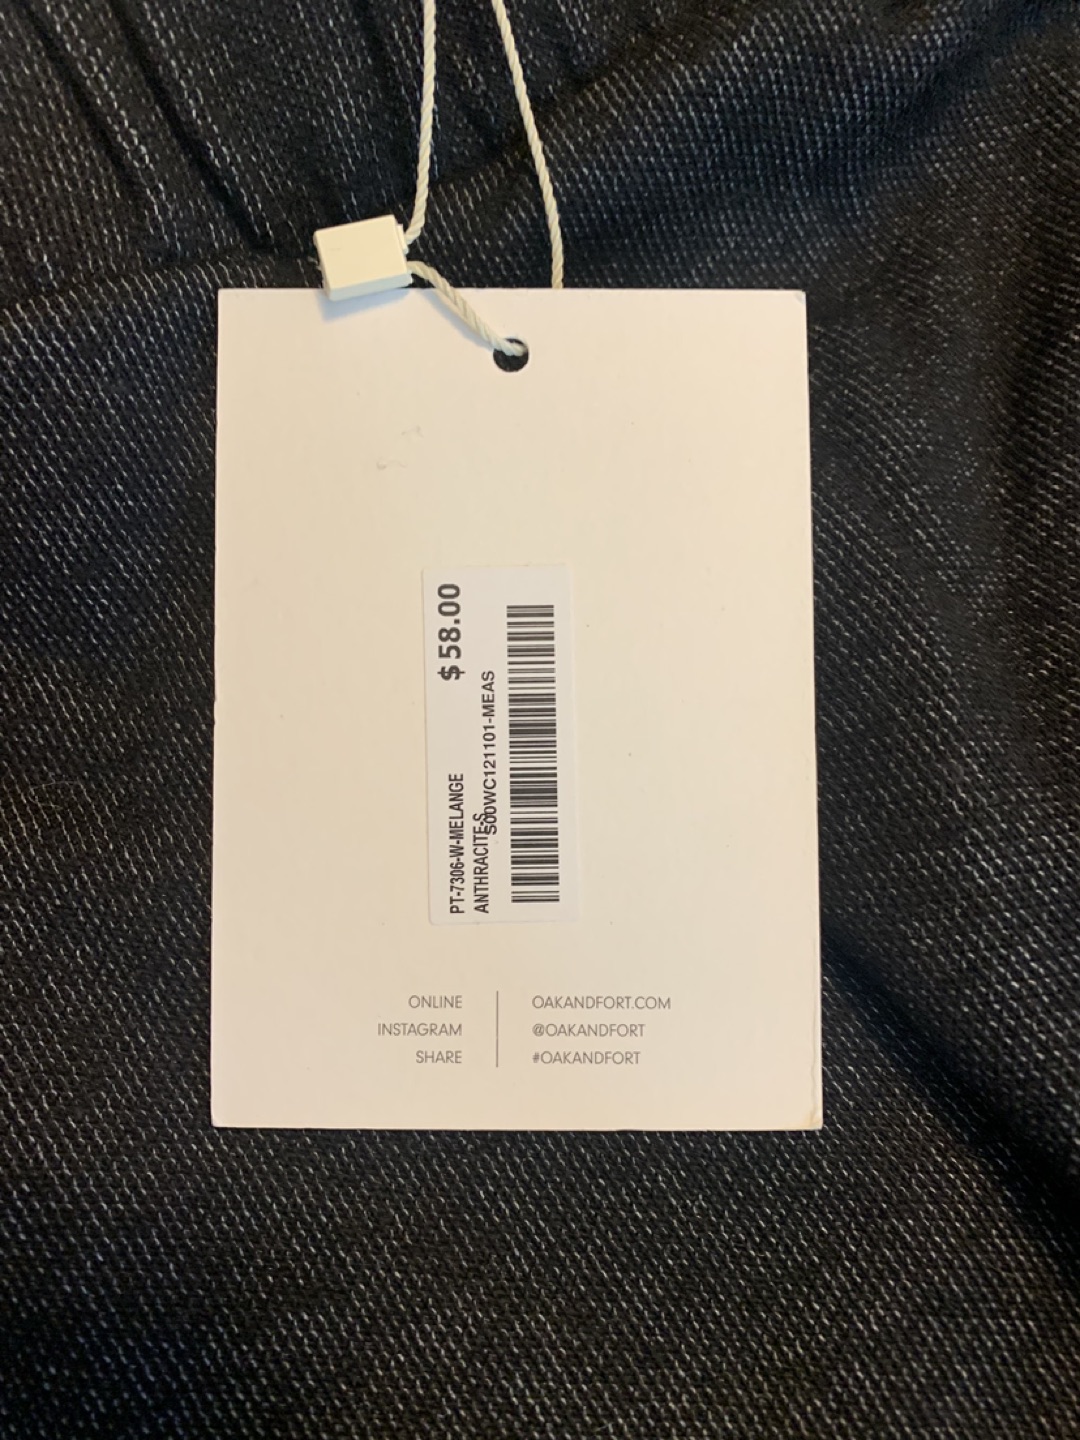 $ 58.00
PT-7306-W-MELANGE
ANTHRACITE-S
S00WC121101-MEAS
ONLINE OAKANDFORT.COM
INSTAGRAM @OAKANDFORT
SHARE #OAKANDFORT